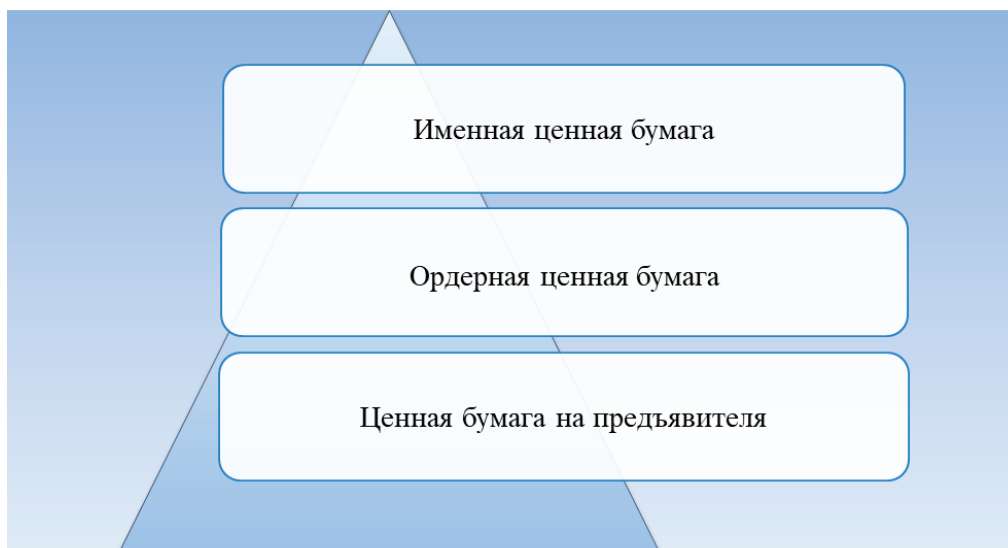 Именная ценная бумага
Ордерная ценная бумага
Ценная бумага на предъявителя